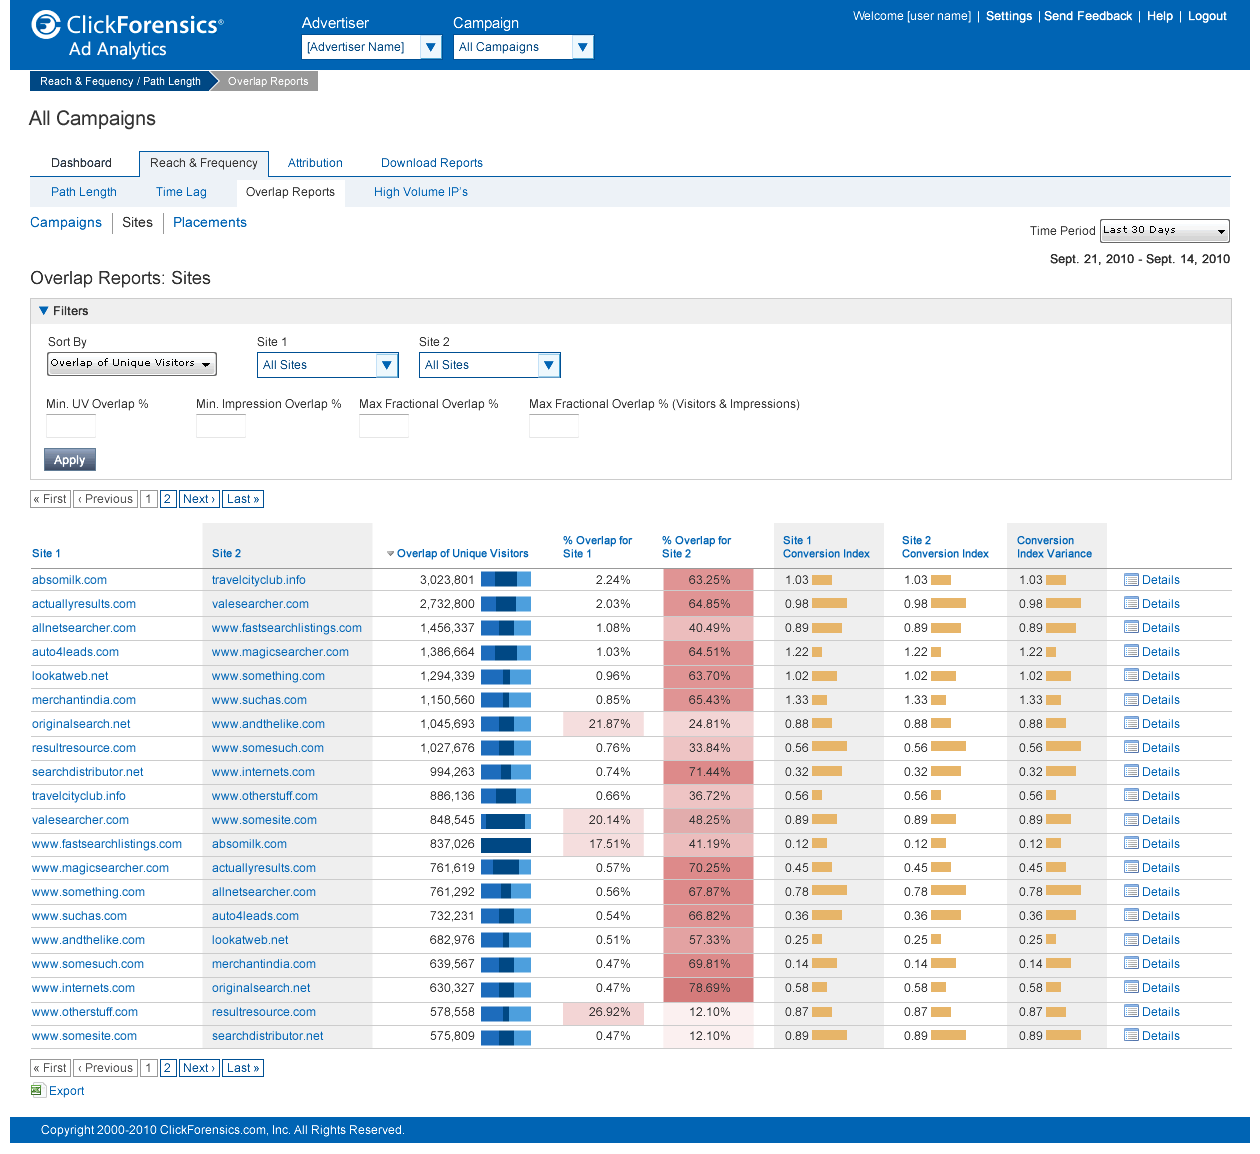 ClickForensics®
Ad Analytics
Advertiser
[Advertiser Name]
Campaign
All Campaigns
Welcome [user name] | Settings | Send Feedback | Help | Logout
Reach & Fequency / Path Length
Overlap Reports
All Campaigns
Dashboard Reach & Frequency Attribution Download Reports
Path Length Time Lag Overlap Reports High Volume IP's
Campaigns Sites Placements
Time Period Last 30 Days
Sept. 21, 2010 - Sept. 14, 2010
Overlap Reports: Sites
Filters
Sort By Site 1 Site 2
Overlap of Unique Visitors All Sites All Sites
Min. UV Overlap % Min. Impression Overlap % Max Fractional Overlap % Max Fractional Overlap % (Visitors & Impressions)
Apply
« First ‹ Previous 1 2 Next › Last »
Site 1 Site 2 Overlap of Unique Visitors % Overlap for Site 1 % Overlap for Site 2 Site 1 Conversion Index Site 2 Conversion Index Conversion Index Variance
absomilk.com travelcityclub.info 3,023,801 2.24% 63.25% 1.03 1.03 1.03 Details
actuallyresults.com valesearcher.com 2,732,800 2.03% 64.85% 0.98 0.98 0.98 Details
allnetsearcher.com www.fastsearchlistings.com 1,456,337 1.08% 40.49% 0.89 0.89 0.89 Details
auto4leads.com www.magicsearcher.com 1,386,664 1.03% 64.51% 1.22 1.22 1.22 Details
lookatweb.net www.something.com 1,294,339 0.96% 63.70% 1.02 1.02 1.02 Details
merchantindia.com www.suchas.com 1,150,560 0.85% 65.43% 1.33 1.33 1.33 Details
originalsearch.net www.andthelike.com 1,045,693 21.87% 24.81% 0.88 0.88 0.88 Details
resultresource.com www.somesuch.com 1,027,676 0.76% 33.84% 0.56 0.56 0.56 Details
searchdistributor.net www.internets.com 994,263 0.74% 71.44% 0.32 0.32 0.32 Details
travelcityclub.info www.otherstuff.com 886,136 0.66% 36.72% 0.56 0.56 0.56 Details
valesearcher.com www.somesite.com 848,545 20.14% 48.25% 0.89 0.89 0.89 Details
www.fastsearchlistings.com absomilk.com 837,026 17.51% 41.19% 0.12 0.12 0.12 Details
www.magicsearcher.com actuallyresults.com 761,619 0.57% 70.25% 0.45 0.45 0.45 Details
www.something.com allnetsearcher.com 761,292 0.56% 67.87% 0.78 0.78 0.78 Details
www.suchas.com auto4leads.com 732,231 0.54% 66.82% 0.36 0.36 0.36 Details
www.andthelike.com lookatweb.net 682,976 0.51% 57.33% 0.25 0.25 0.25 Details
www.somesuch.com merchantindia.com 639,567 0.47% 69.81% 0.14 0.14 0.14 Details
www.internets.com originalsearch.net 630,327 0.47% 78.69% 0.58 0.58 0.58 Details
www.otherstuff.com resultresource.com 578,558 26.92% 12.10% 0.87 0.87 0.87 Details
www.somesite.com searchdistributor.net 575,809 0.47% 12.10% 0.89 0.89 0.89 Details
« First ‹ Previous 1 2 Next › Last »
Export
Copyright 2000-2010 ClickForensics.com, Inc. All Rights Reserved.